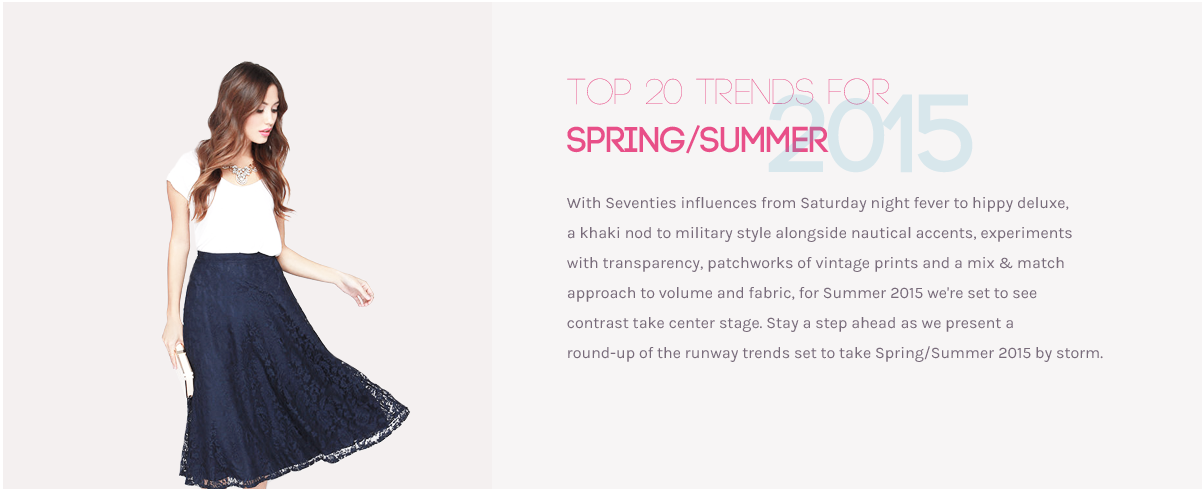 TOP 20 TRENDS FOR
SPRING/SUMMER 2015
With Seventies influences from Saturday night fever to hippy deluxe,
a khaki nod to military style alongside nautical accents, experiments
with transparency, patchworks of vintage prints and a mix & match
approach to volume and fabric, for Summer 2015 we're set to see
contrast take center stage. Stay a step ahead as we present a
round-up of the runway trends set to take Spring/Summer 2015 by storm.